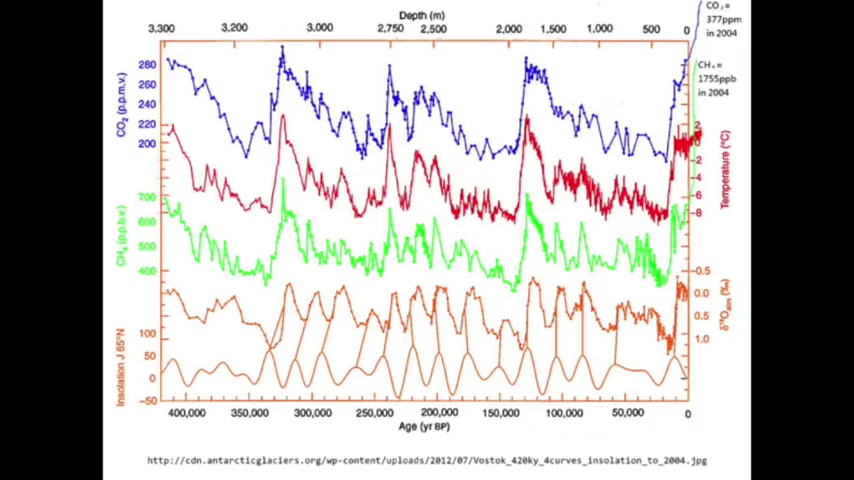 Depth (m)
3,300 3,200 3,000 2,750 2,500 2,000 1,500 1,000 500 0
CO₂=
377ppm
in 2004
CH₄=
1755ppb
in 2004
CO₂ (p.p.m.v.)
280
260
240
220
200
2
0
-2
-4
-6
-8
Temperature (°C)
CH₄ (p.p.b.v.)
700
600
500
400
-0.5
0.0
0.5
1.0
δ¹⁸Oatm (‰)
Insolation J 65°N
100
50
0
-50
400,000 350,000 300,000 250,000 200,000 150,000 100,000 50,000 0
Age (yr BP)
http://cdn.antarcticglaciers.org/wp-content/uploads/2012/07/Vostok_420ky_4curves_insolation_to_2004.jpg